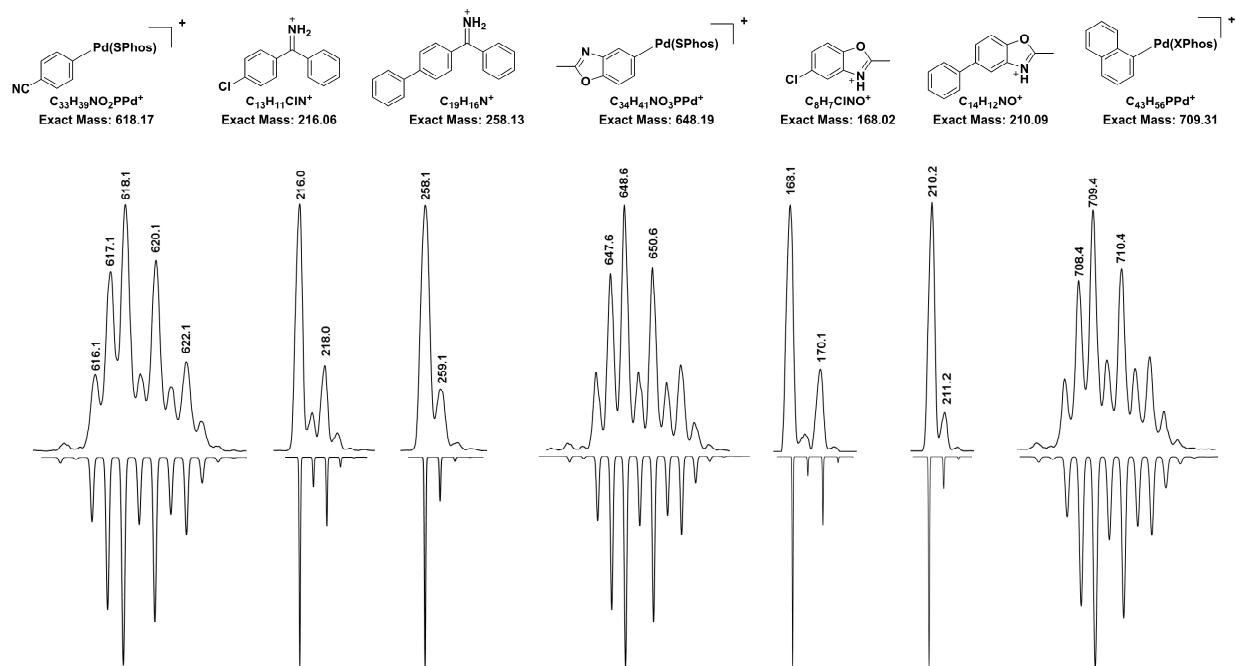 Pd(SPhos)
+
NC
C33H39NO2PPd+
Exact Mass: 618.17
+
NH2
Cl
C13H11ClN+
Exact Mass: 216.06
+
NH2
C19H16N+
Exact Mass: 258.13
Pd(SPhos)
+
N
O
C34H41NO3PPd+
Exact Mass: 648.19
O
Cl
N
+
H
C8H7ClNO+
Exact Mass: 168.02
O
N
+
H
C14H12NO+
Exact Mass: 210.09
Pd(XPhos)
+
C43H56PPd+
Exact Mass: 709.31
616.1
617.1
618.1
620.1
622.1
216.0
218.0
258.1
259.1
647.6
648.6
650.6
168.1
170.1
210.2
211.2
708.4
709.4
710.4